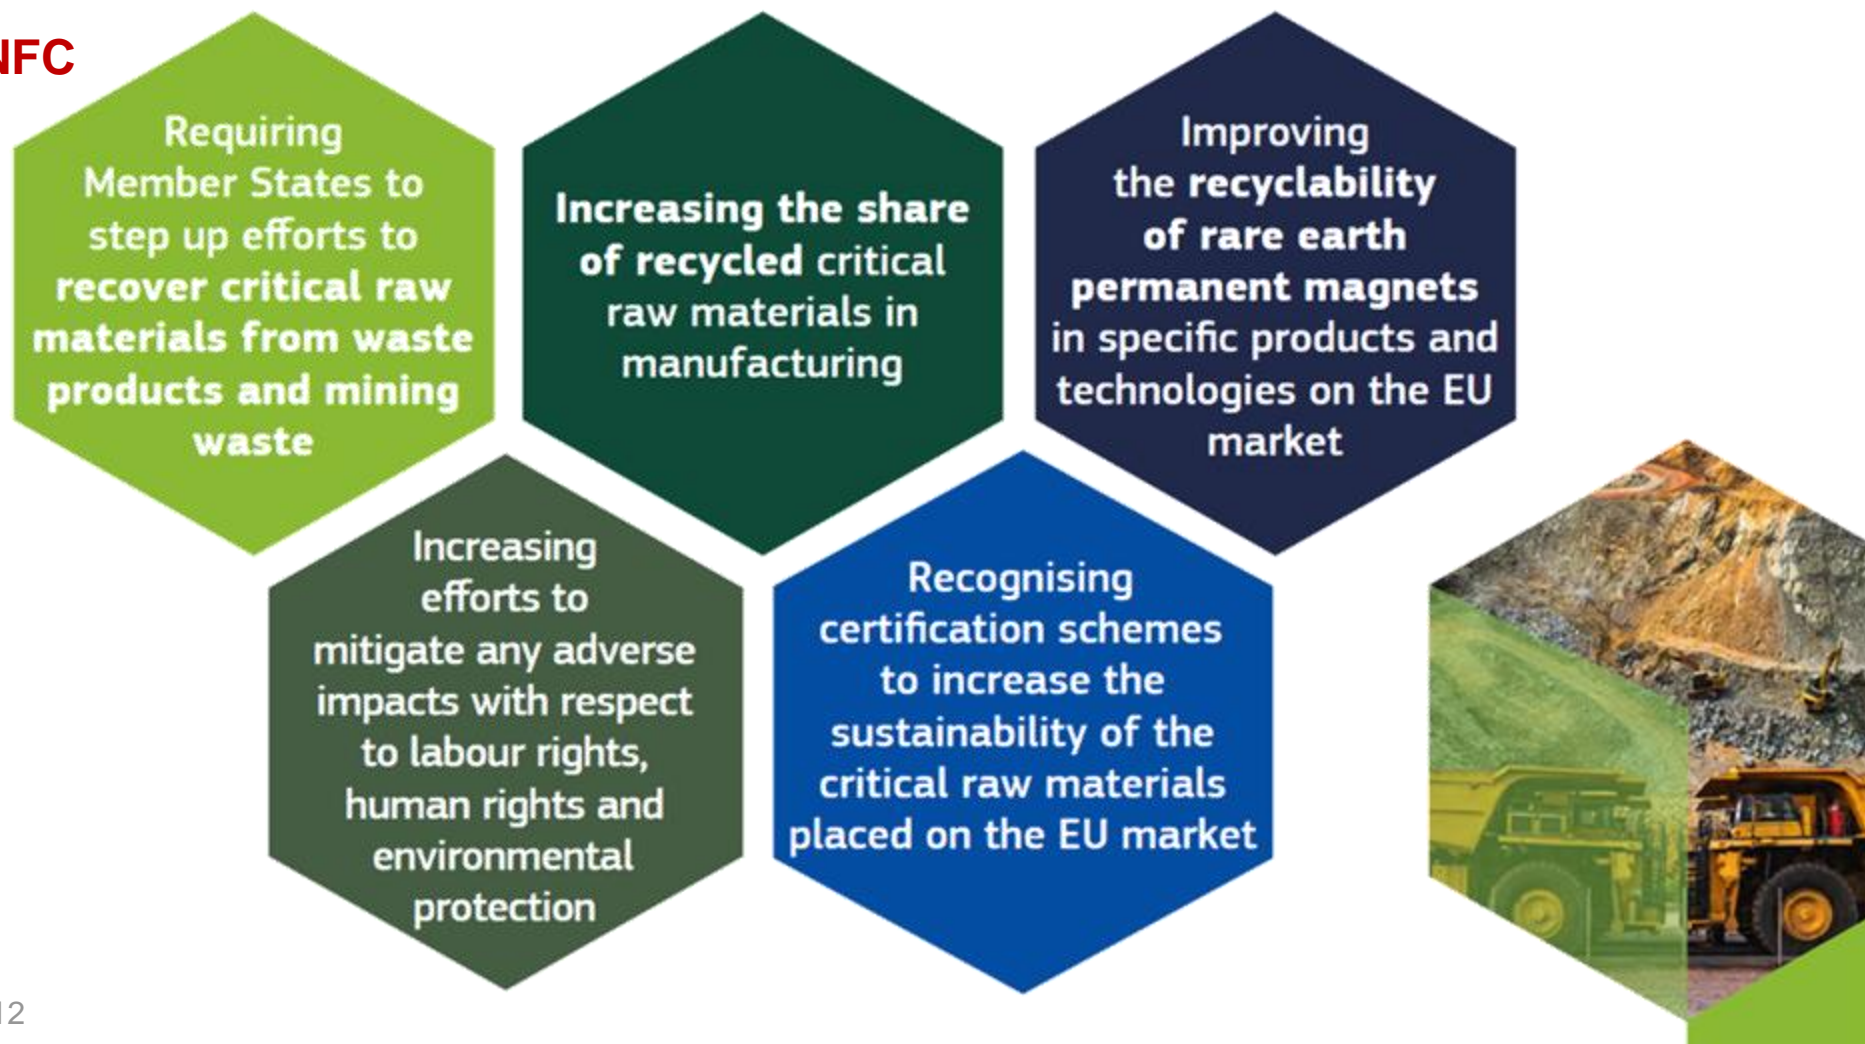 NFC
Requiring
Member States to
step up efforts to
recover critical raw
materials from waste
products and mining
waste
Increasing the share
of recycled critical
raw materials in
manufacturing
Improving
the recyclability
of rare earth
permanent magnets
in specific products and
technologies on the EU
market
Increasing
efforts to
mitigate any adverse
impacts with respect
to labour rights,
human rights and
environmental
protection
Recognising
certification schemes
to increase the
sustainability of the
critical raw materials
placed on the EU market
12